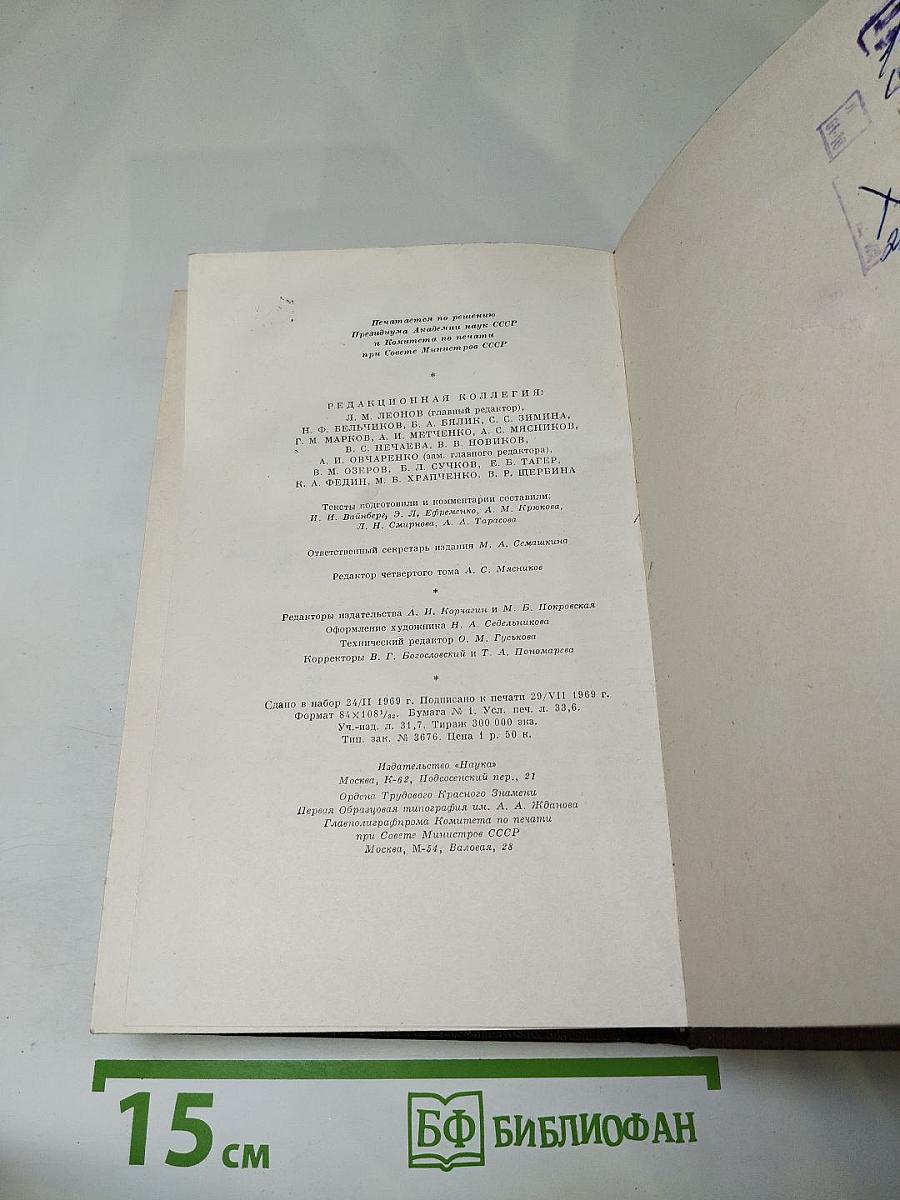 Печатается по решению
Президиума Академии наук СССР
и Комитета по печати
при Совете Министров СССР
*
РЕДАКЦИОННАЯ КОЛЛЕГИЯ:
Л. М. ЛЕОНОВ (главный редактор),
Н. Ф. БЕЛЬЧИКОВ, Б. А. БЯЛИК, С. С. ЗИМИНА,
Г. М. МАРКОВ, А. И. МЕТЧЕНКО, А. С. МЯСНИКОВ,
В. С. НЕЧАЕВА, В. В. НОВИКОВ,
А. И. ОВЧАРЕНКО (зам. главного редактора),
В. М. ОЗЕРОВ, Б. Л. СУЧКОВ, Е. Б. ТАГЕР,
К. А. ФЕДИН, М. Б. ХРАПЧЕНКО, В. Р. ЩЕРБИНА
Тексты подготовили и комментарии составили:
И. И. Вайнберг, Э. Л. Ефременко, А. М. Крюкова,
Л. Н. Смирнова, А. А. Тарасова
Ответственный секретарь издания М. А. Семашкина
Редактор четвертого тома А. С. Мясников
*
Редакторы издательства А. И. Корчагин и М. Б. Покровская
Оформление художника Н. А. Седельникова
Технический редактор О. М. Гуськова
Корректоры В. Г. Богословский и Т. А. Пономарева
*
Сдано в набор 24/II 1969 г. Подписано к печати 29/VII 1969 г.
Формат 84×108¹/₃₂. Бумага № 1. Усл. печ. л. 33,6.
Уч.-изд. л. 31,7. Тираж 300 000 экз.
Тип. зак. № 3676. Цена 1 р. 50 к.
Издательство «Наука»
Москва, К-62, Подсосенский пер., 21
Ордена Трудового Красного Знамени
Первая Образцовая типография им. А. А. Жданова
Главполиграфпрома Комитета по печати
при Совете Министров СССР
Москва, М-54, Валовая, 28
15 см
БФ БИБЛИОФАН